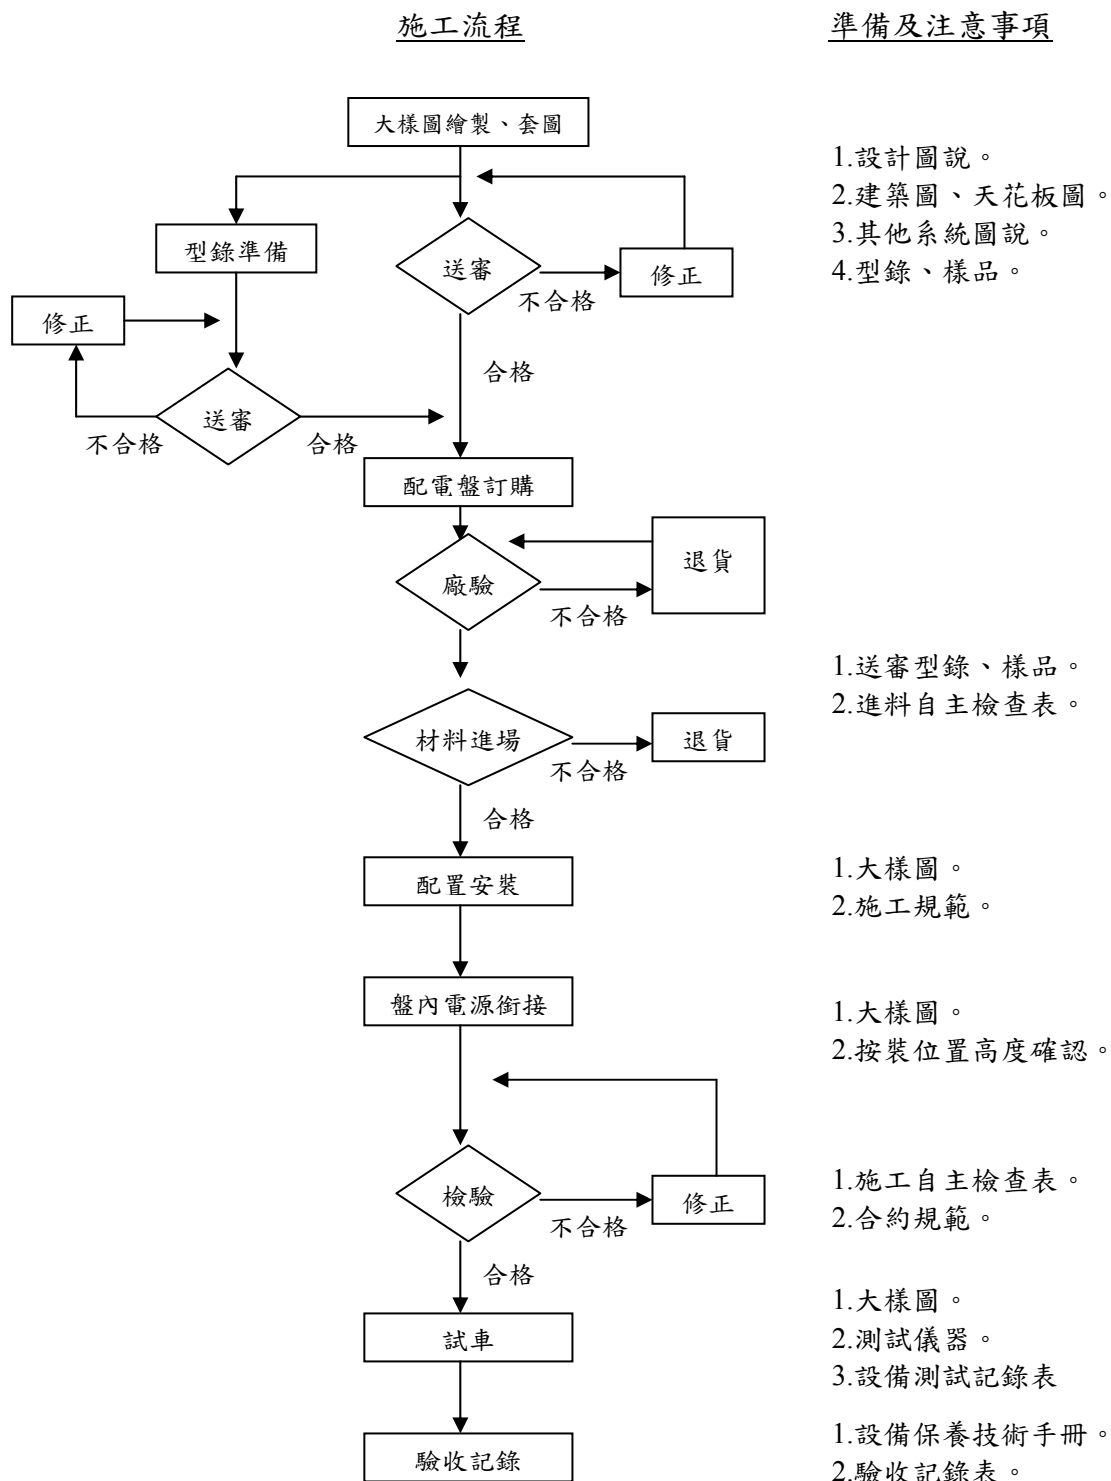 施工流程
準備及注意事項
大樣圖繪製、套圖
1.設計圖說。
2.建築圖、天花板圖。
3.其他系統圖說。
4.型錄、樣品。
型錄準備
送審
不合格
修正
合格
修正
送審
不合格
合格
配電盤訂購
廠驗
不合格
退貨
1.送審型錄、樣品。
2.進料自主檢查表。
材料進場
不合格
退貨
合格
配置安裝
1.大樣圖。
2.施工規範。
盤內電源銜接
1.大樣圖。
2.按裝位置高度確認。
檢驗
不合格
修正
1.施工自主檢查表。
2.合約規範。
合格
試車
1.大樣圖。
2.測試儀器。
3.設備測試記錄表
驗收記錄
1.設備保養技術手冊。
2.驗收記錄表。